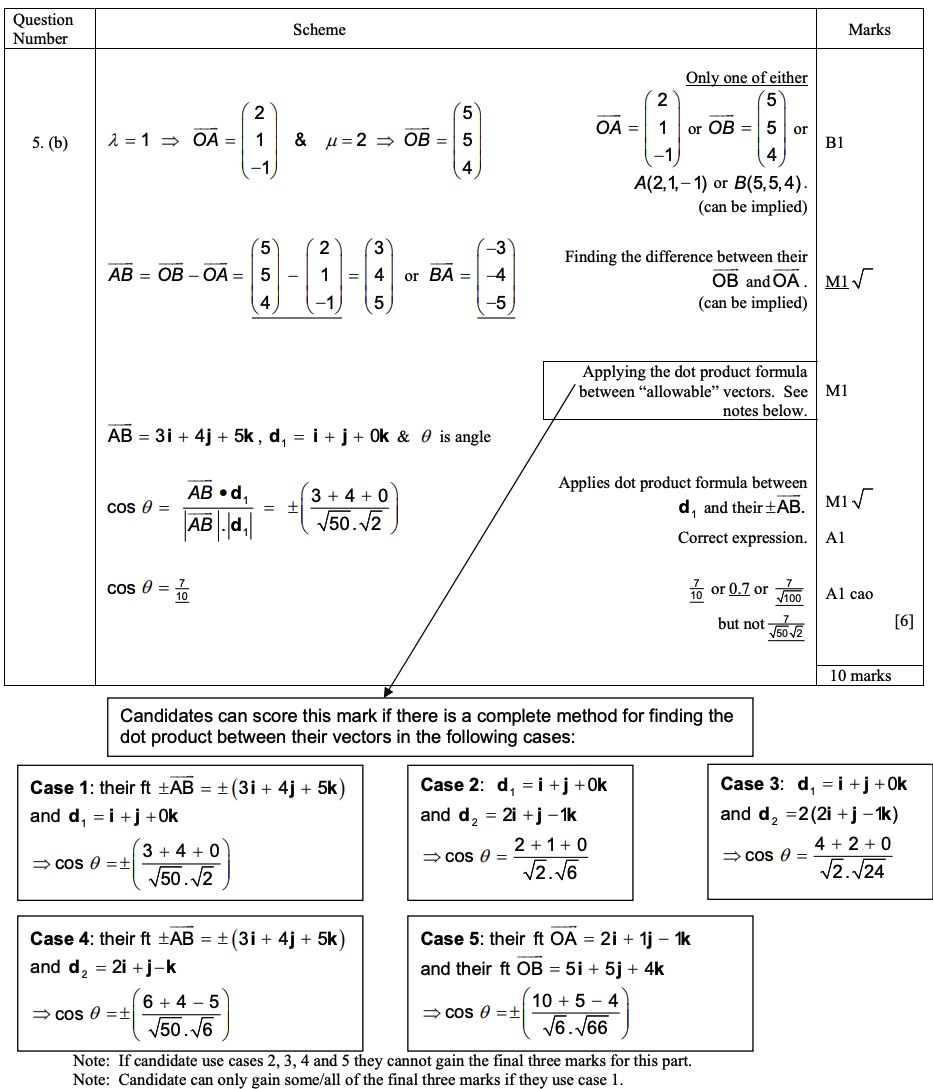 Question Number Scheme Marks
Only one of either
5. (b) λ = 1 ⇒ OA = (2 1 −1) & μ = 2 ⇒ OB = (5 5 4) OA = (2 1 −1) or OB = (5 5 4) or B1
A(2,1,− 1) or B(5,5,4).
(can be implied)
AB = OB − OA = (5 5 4) − (2 1 −1) = (3 4 5) or BA = (−3 −4 −5)
Finding the difference between their
OB and OA . M1 √
(can be implied)
Applying the dot product formula
between “allowable” vectors. See M1
notes below.
AB = 3i + 4j + 5k , d₁ = i + j + 0k & θ is angle
cos θ = AB • d₁ / |AB|.|d₁| = ±(3 + 4 + 0 / √50 . √2)
Applies dot product formula between
d₁ and their ±AB. M1 √
Correct expression. A1
cos θ = 7/10 7/10 or 0.7 or 7/√100 A1 cao
but not 7/√50√2 [6]
10 marks
Candidates can score this mark if there is a complete method for finding the
dot product between their vectors in the following cases:
Case 1: their ft ±AB = ± (3i + 4j + 5k)
and d₁ = i + j + 0k
⇒ cos θ = ±(3 + 4 + 0 / √50 . √2)
Case 2: d₁ = i + j + 0k
and d₂ = 2i + j − 1k
⇒ cos θ = 2 + 1 + 0 / √2 . √6
Case 3: d₁ = i + j + 0k
and d₂ = 2(2i + j − 1k)
⇒ cos θ = 4 + 2 + 0 / √2 . √24
Case 4: their ft ±AB = ± (3i + 4j + 5k)
and d₂ = 2i + j − k
⇒ cos θ = ±(6 + 4 − 5 / √50 . √6)
Case 5: their ft OA = 2i + 1j − 1k
and their ft OB = 5i + 5j + 4k
⇒ cos θ = ±(10 + 5 − 4 / √6 . √66)
Note: If candidate use cases 2, 3, 4 and 5 they cannot gain the final three marks for this part.
Note: Candidate can only gain some/all of the final three marks if they use case 1.